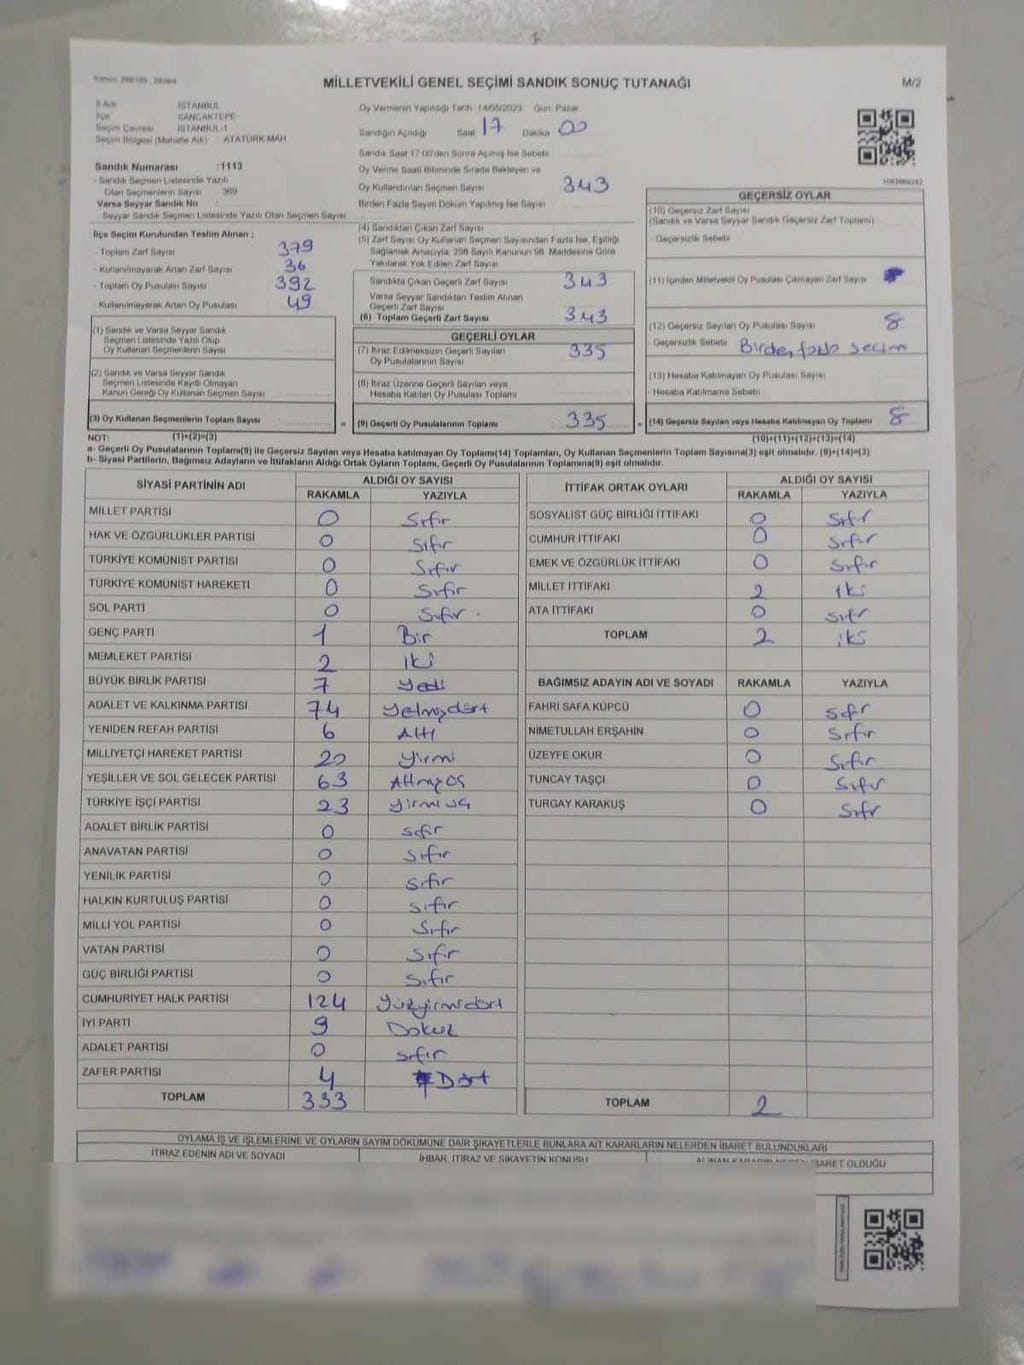 MİLLETVEKİLİ GENEL SEÇİMİ SANDIK SONUÇ TUTANAĞI
M/2
İl Adı : İSTANBUL
İlçe : SANCAKTEPE
Seçim Çevresi : İSTANBUL-1
Seçim Bölgesi (Mahalle Adı) : ATATÜRK MAH
Sandık Numarası :1113
- Sandık Seçmen Listesinde Yazılı
Olan Seçmenlerin Sayısı : 369
Varsa Seyyar Sandık No
- Seyyar Sandık Seçmen Listesinde Yazılı Olan Seçmen Sayısı
İlçe Seçim Kurulundan Teslim Alınan ;
- Toplam Zarf Sayısı 379
- Kullanılmayarak Artan Zarf Sayısı 36
- Toplam Oy Pusulası Sayısı 392
- Kullanılmayarak Artan Oy Pusulası 49
Oy Vermenin Yapıldığı Tarih 14/05/2023 Gün Pazar
Sandığın Açıldığı Saat 17 Dakika 00
Sandık Saat 17:00'den Sonra Açılmış İse Sebebi
Oy Verme Saati Bitiminde Sırada Bekleyen ve
Oy Kullandırılan Seçmen Sayısı 343
Birden Fazla Sayım Döküm Yapılmış İse Sayısı
(4) Sandıktan Çıkan Zarf Sayısı
(5) Zarf Sayısı Oy Kullanan Seçmen Sayısından Fazla İse, Eşitliği
Sağlamak Amacıyla, 298 Sayılı Kanunun 98. Maddesine Göre
Yakılarak Yok Edilen Zarf Sayısı
Sandıkta Çıkan Geçerli Zarf Sayısı 343
Varsa Seyyar Sandıktan Teslim Alınan
Geçerli Zarf Sayısı
(6) Toplam Geçerli Zarf Sayısı 343
(1) Sandık ve Varsa Seyyar Sandık
Seçmen Listesinde Yazılı Olup
Oy Kullanan Seçmenlerin Sayısı
(2) Sandık ve Varsa Seyyar Sandık
Seçmen Listesinde Kayıtlı Olmayan
Kanun Gereği Oy Kullanan Seçmen Sayısı
(3) Oy Kullanan Seçmenlerin Toplam Sayısı =
GEÇERLİ OYLAR
(7) İtiraz Edilmeksizin Geçerli Sayılan
Oy Pusulalarının Sayısı 335
(8) İtiraz Üzerine Geçerli Sayılan veya
Hesaba Katılan Oy Pusulası Toplamı
(9) Geçerli Oy Pusulalarının Toplamı 335 +
GEÇERSİZ OYLAR
(10) Geçersiz Zarf Sayısı
(Sandık ve Varsa Seyyar Sandık Geçersiz Zarf Toplamı)
- Geçersizlik Sebebi
(11) İçinden Milletvekili Oy Pusulası Çıkmayan Zarf Sayısı
(12) Geçersiz Sayılan Oy Pusulası Sayısı 8
- Geçersizlik Sebebi Birden fazla seçim
(13) Hesaba Katılmayan Oy Pusulası Sayısı
- Hesaba Katılmama Sebebi
(14) Geçersiz Sayılan veya Hesaba Katılmayan Oy Toplamı 8
NOT: (1)+(2)=(3) (10)+(11)+(12)+(13)=(14)
a- Geçerli Oy Pusulalarının Toplamı(9) ile Geçersiz Sayılan veya Hesaba katılmayan Oy Toplamı(14) Toplamları, Oy Kullanan Seçmenlerin Toplam Sayısına(3) eşit olmalıdır. (9)+(14)=(3)
b- Siyasi Partilerin, Bağımsız Adayların ve İttifakların Aldığı Ortak Oyların Toplamı, Geçerli Oy Pusulalarının Toplamına(9) eşit olmalıdır.
SİYASİ PARTİNİN ADI ALDIĞI OY SAYISI
RAKAMLA YAZIYLA
MİLLET PARTİSİ 0 Sıfır
HAK VE ÖZGÜRLÜKLER PARTİSİ 0 Sıfır
TÜRKİYE KOMÜNİST PARTİSİ 0 Sıfır
TÜRKİYE KOMÜNİST HAREKETİ 0 Sıfır
SOL PARTİ 0 Sıfır
GENÇ PARTİ 1 Bir
MEMLEKET PARTİSİ 2 iki
BÜYÜK BİRLİK PARTİSİ 7 Yedi
ADALET VE KALKINMA PARTİSİ 74 Yetmişdört
YENİDEN REFAH PARTİSİ 6 Altı
MİLLİYETÇİ HAREKET PARTİSİ 20 Yirmi
YEŞİLLER VE SOL GELECEK PARTİSİ 63 Altmışüç
TÜRKİYE İŞÇİ PARTİSİ 23 Yirmiüç
ADALET BİRLİK PARTİSİ 0 Sıfır
ANAVATAN PARTİSİ 0 Sıfır
YENİLİK PARTİSİ 0 Sıfır
HALKIN KURTULUŞ PARTİSİ 0 Sıfır
MİLLİ YOL PARTİSİ 0 Sıfır
VATAN PARTİSİ 0 Sıfır
GÜÇ BİRLİĞİ PARTİSİ 0 Sıfır
CUMHURİYET HALK PARTİSİ 124 Yüzyirmidört
İYİ PARTİ 9 Dokuz
ADALET PARTİSİ 0 Sıfır
ZAFER PARTİSİ 4 Dört
TOPLAM 333
İTTİFAK ORTAK OYLARI ALDIĞI OY SAYISI
RAKAMLA YAZIYLA
SOSYALİST GÜÇ BİRLİĞİ İTTİFAKI 0 Sıfır
CUMHUR İTTİFAKI 0 Sıfır
EMEK VE ÖZGÜRLÜK İTTİFAKI 0 Sıfır
MİLLET İTTİFAKI 2 iki
ATA İTTİFAKI 0 Sıfır
TOPLAM 2 iki
BAĞIMSIZ ADAYIN ADI VE SOYADI RAKAMLA YAZIYLA
FAHRİ SAFA KÜPCÜ 0 Sıfır
NİMETULLAH ERŞAHİN 0 Sıfır
ÜZEYFE OKUR 0 Sıfır
TUNCAY TAŞÇI 0 Sıfır
TURGAY KARAKUŞ 0 Sıfır
TOPLAM 2
OYLAMA İŞ VE İŞLEMLERİNE VE OYLARIN SAYIM DÖKÜMÜNE DAİR ŞİKAYETLERLE BUNLARA AİT KARARLARIN NELERDEN İBARET BULUNDUKLARI
İTİRAZ EDENİN ADI VE SOYADI İHBAR, İTİRAZ VE ŞİKAYETİN KONUSU ALINAN KARARIN NEDEN İBARET OLDUĞU